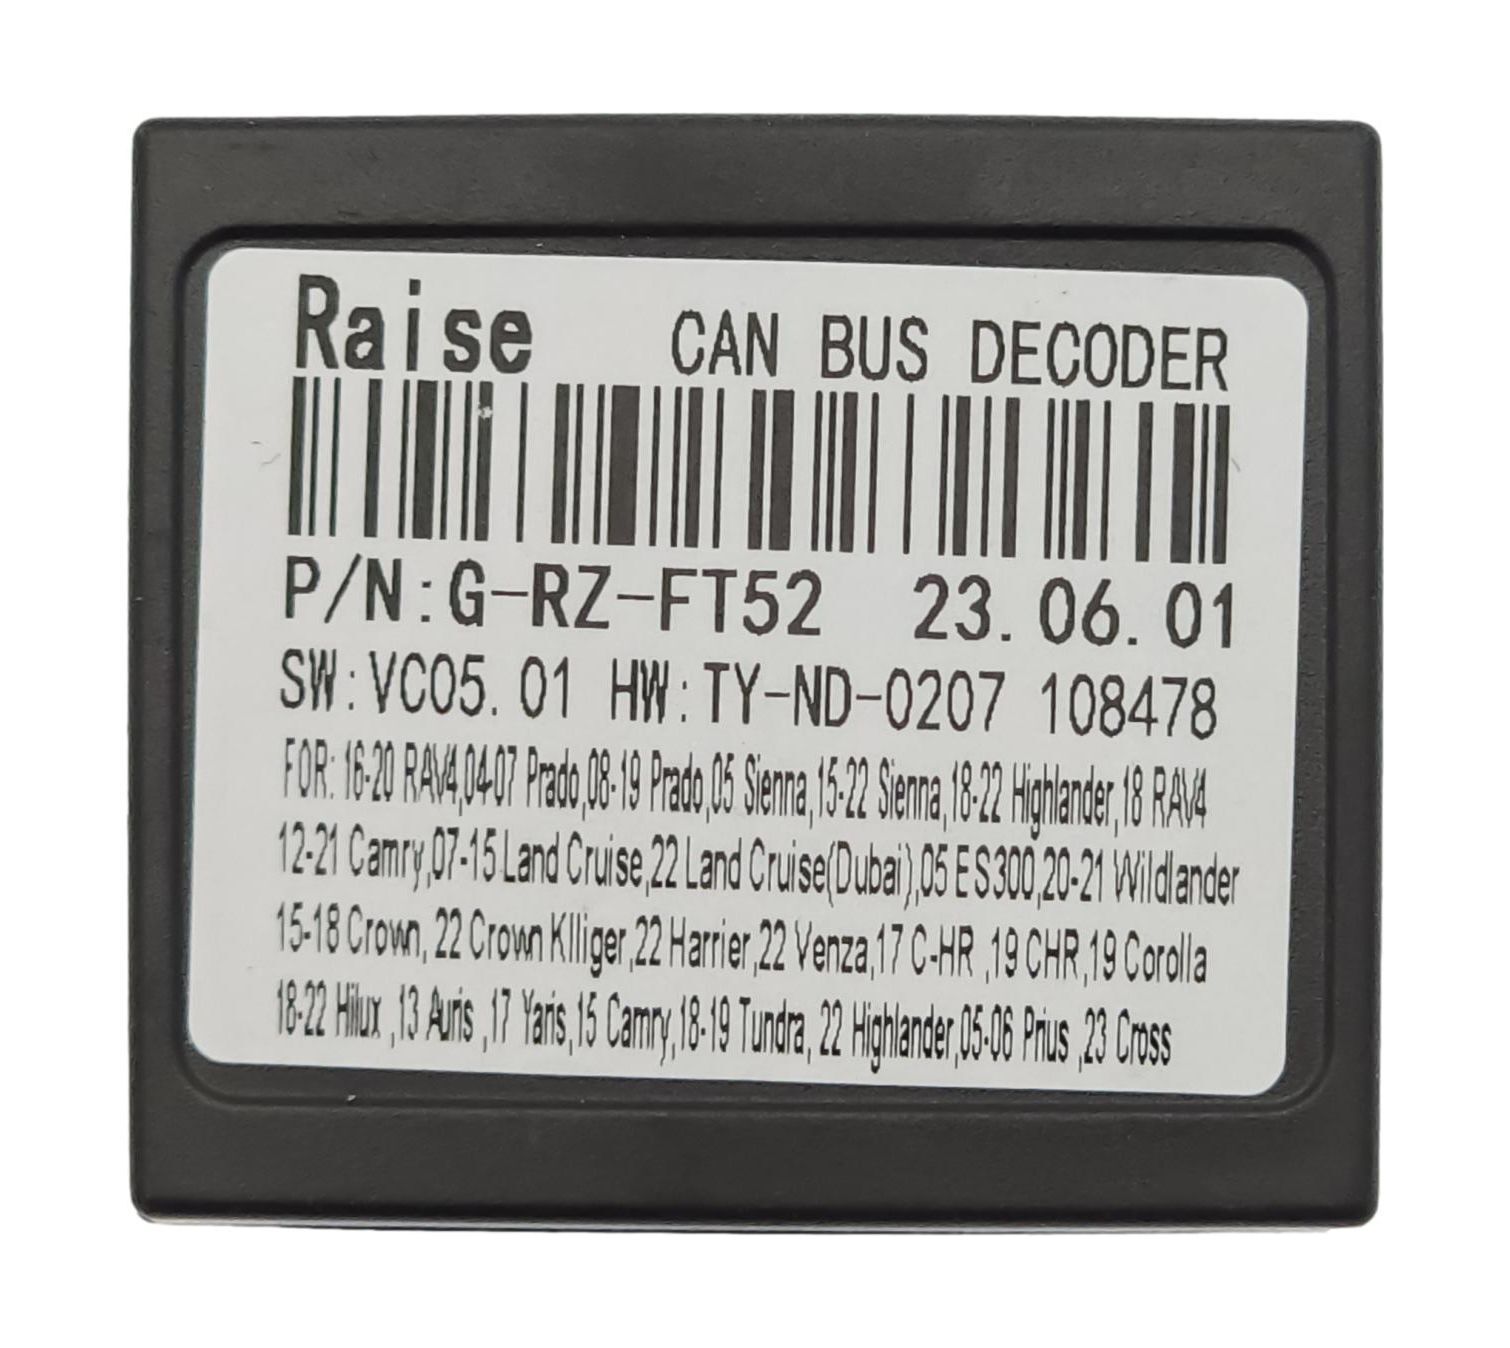 Raise CAN BUS DECODER
P/N:G-RZ-FT52 23.06.01
SW:VC05.01 HW:TY-ND-0207 108478
FOR: 16-20 RAV4,04-07 Prado,08-19 Prado,05 Sienna,15-22 Sienna,18-22 Highlander,18 RAV4
12-21 Camry,07-15 Land Cruise,22 Land Cruise(Dubai),05 ES300,20-21 Wildlander
15-18 Crown, 22 Crown Klliger,22 Harrier,22 Venza,17 C-HR ,19 CHR,19 Corolla
18-22 Hilux ,13 Auris ,17 Yaris,15 Camry,18-19 Tundra, 22 Highlander,05-06 Prius ,23 Cross